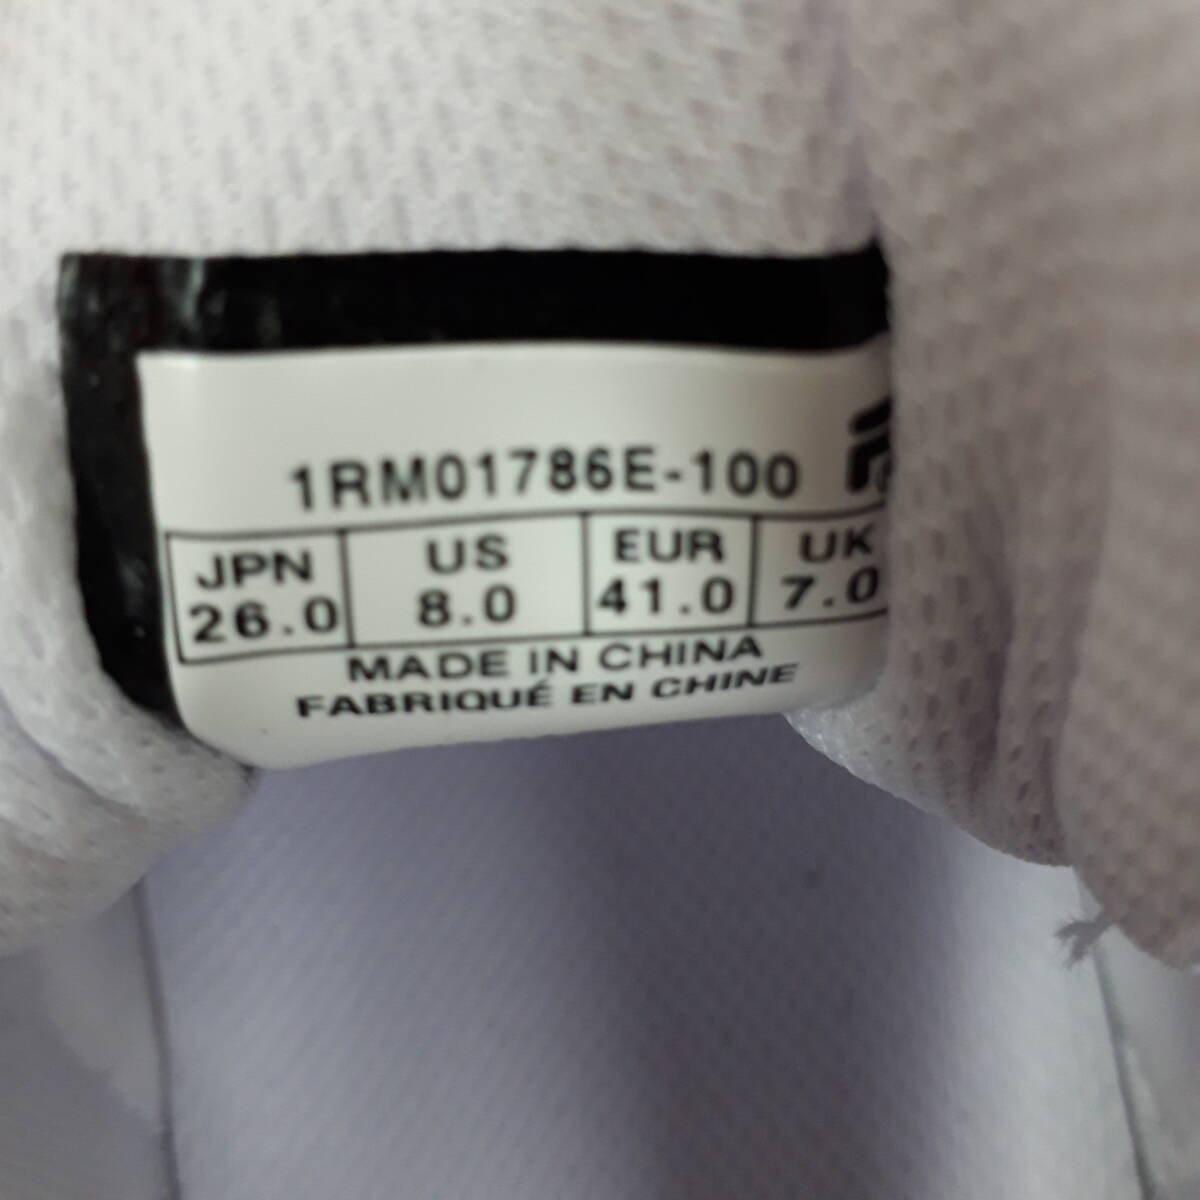 1RM01786E-100
JPN US EUR UK
26.0 8.0 41.0 7.0
MADE IN CHINA
FABRIQUÉ EN CHINE